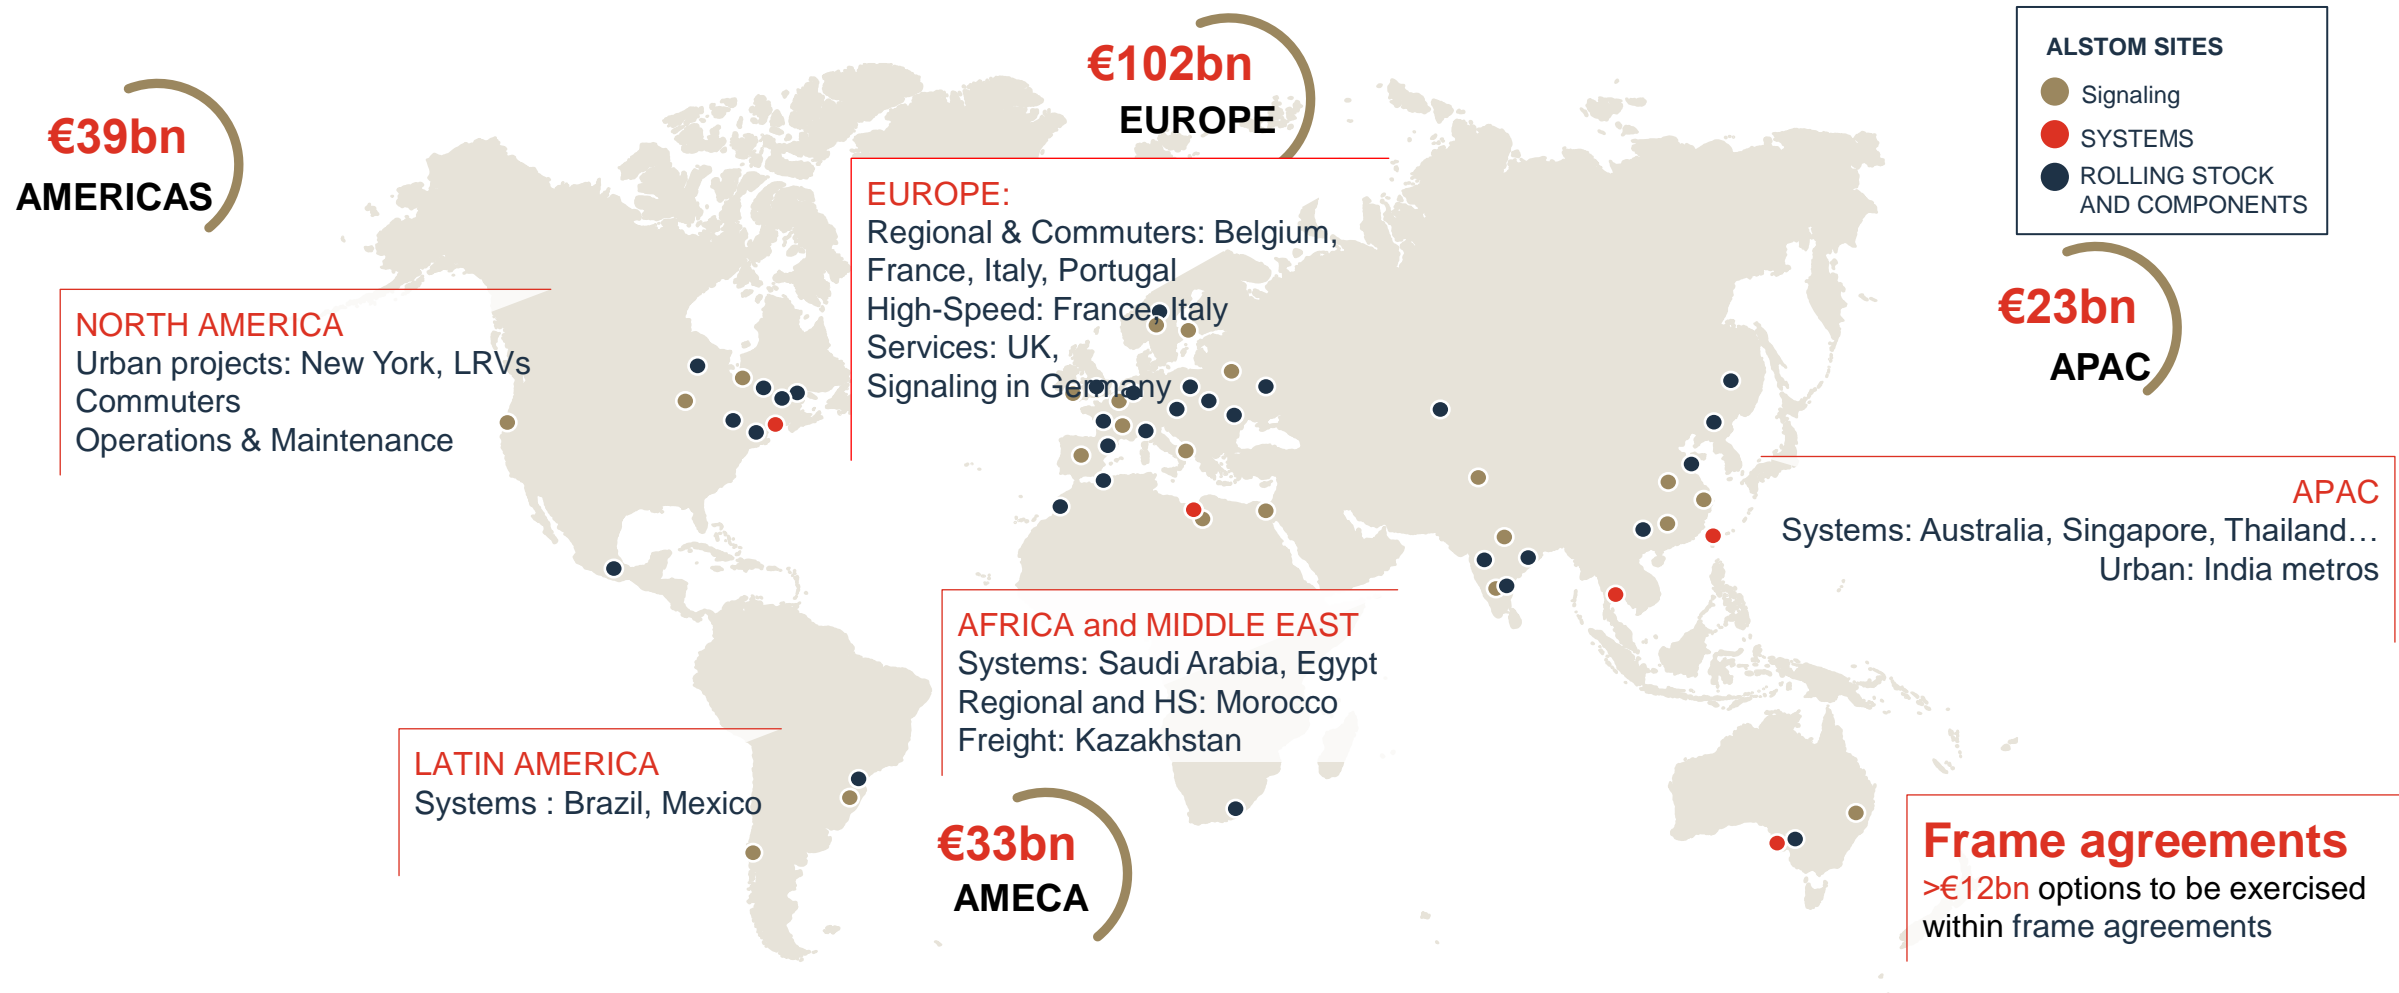 €39bn
AMERICAS
€102bn
EUROPE
ALSTOM SITES
Signaling
SYSTEMS
ROLLING STOCK
AND COMPONENTS
€23bn
APAC
NORTH AMERICA
Urban projects: New York, LRVs
Commuters
Operations & Maintenance
EUROPE:
Regional & Commuters: Belgium,
France, Italy, Portugal
High-Speed: France, Italy
Services: UK,
Signaling in Germany
APAC
Systems: Australia, Singapore, Thailand…
Urban: India metros
AFRICA and MIDDLE EAST
Systems: Saudi Arabia, Egypt
Regional and HS: Morocco
Freight: Kazakhstan
LATIN AMERICA
Systems : Brazil, Mexico
€33bn
AMECA
Frame agreements
>€12bn options to be exercised
within frame agreements